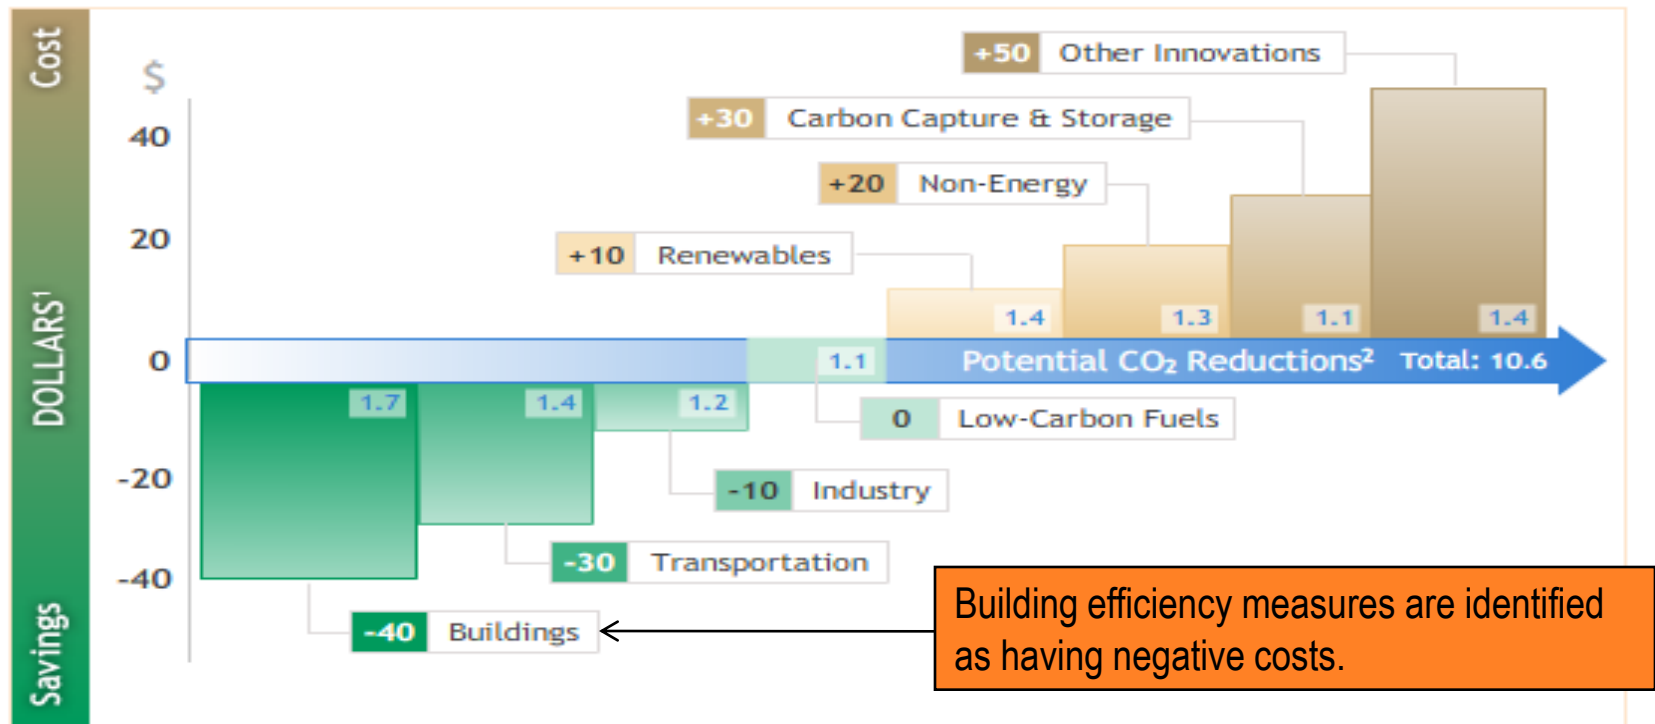 Cost
DOLLARS¹
Savings
$
40
20
0
-20
-40
+50 Other Innovations
+30 Carbon Capture & Storage
+20 Non-Energy
+10 Renewables
1.4
1.3
1.1
1.4
1.1
Potential CO₂ Reductions² Total: 10.6
1.7
1.4
1.2
0 Low-Carbon Fuels
-10 Industry
-30 Transportation
-40 Buildings
Building efficiency measures are identified
as having negative costs.